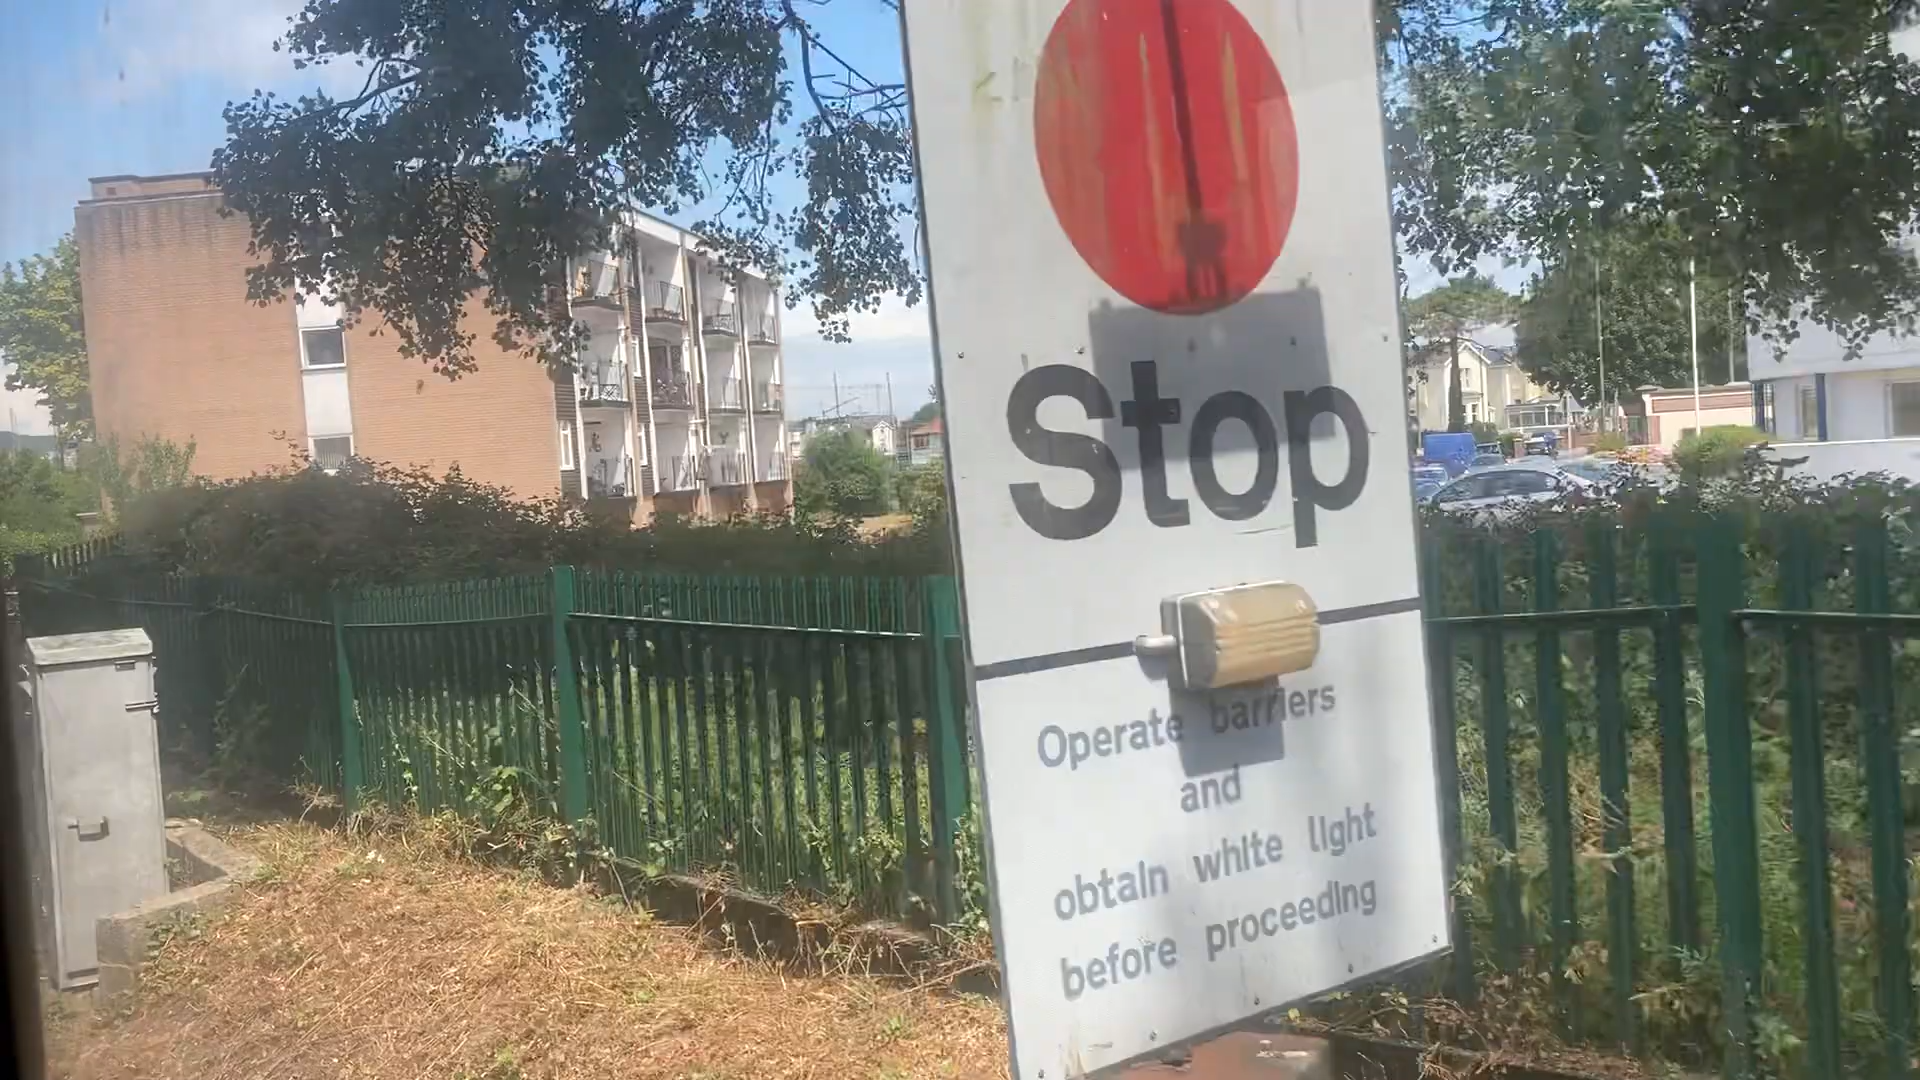 Stop
Operate barriers
and
obtain white light
before proceeding